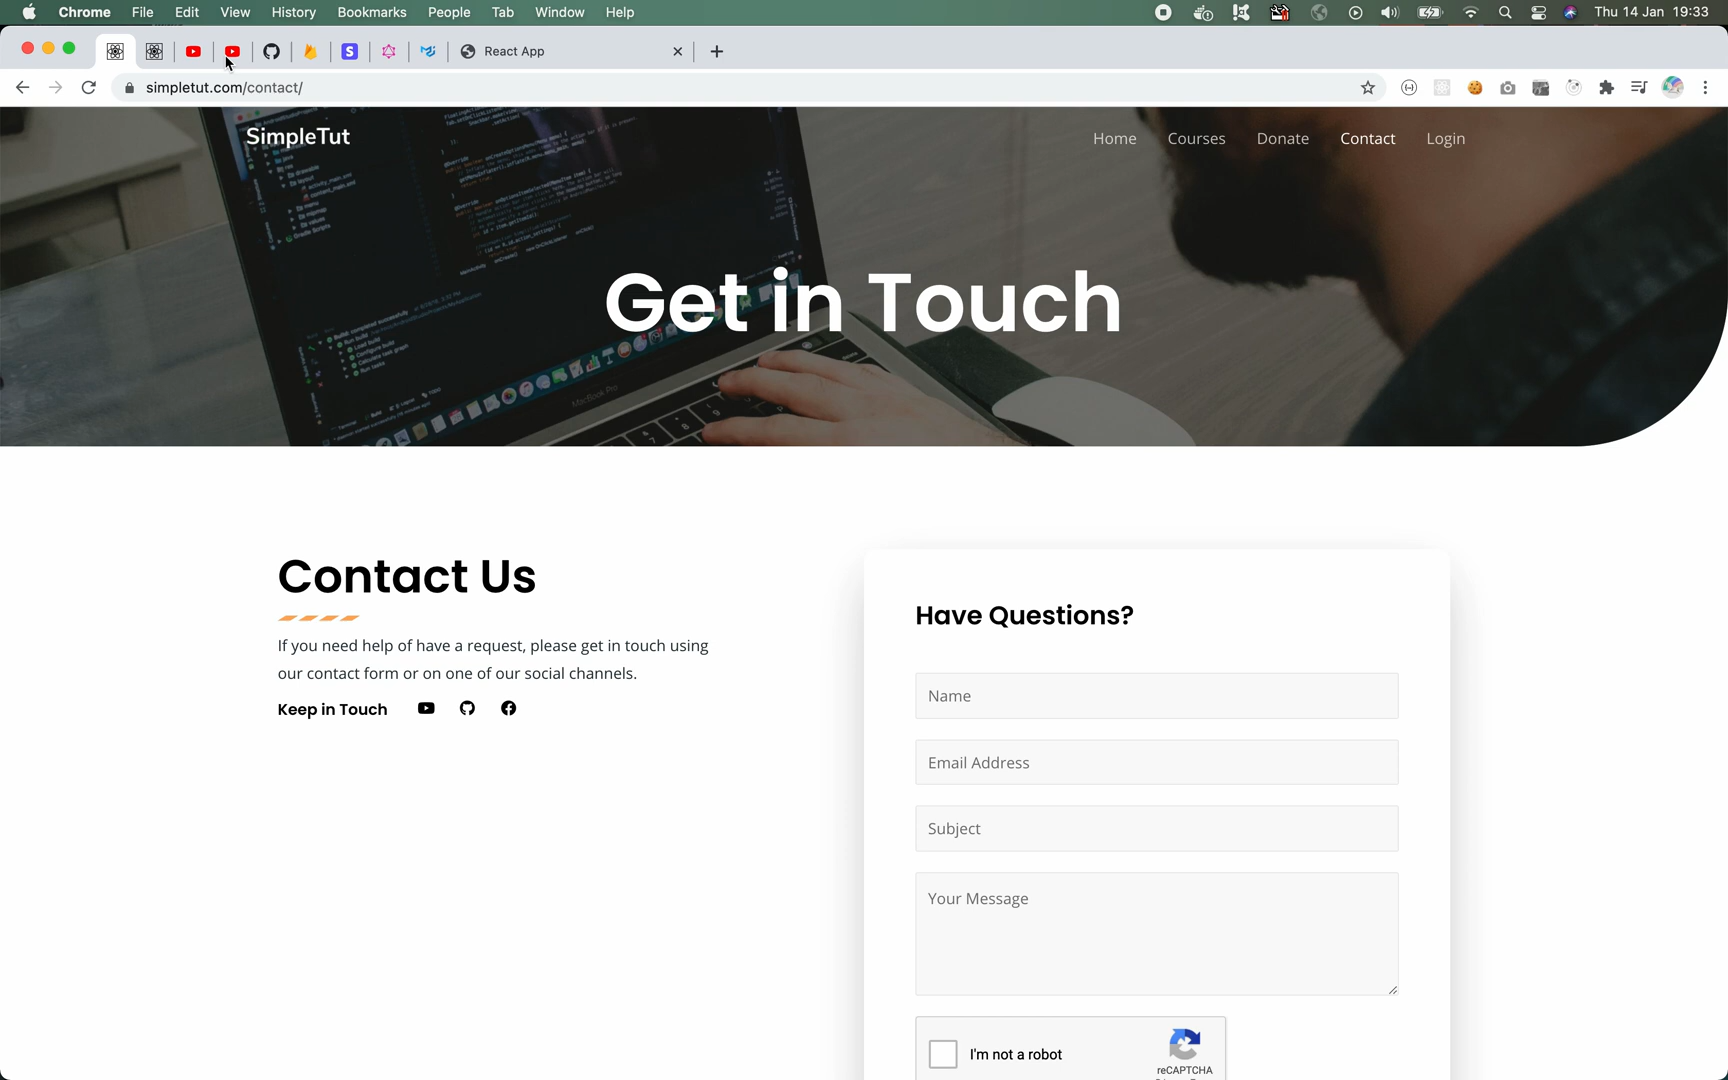 Chrome File Edit View History Bookmarks People Tab Window Help Thu 14 Jan 19:33
React App
simpletut.com/contact/
SimpleTut Home Courses Donate Contact Login
Get in Touch
MacBook Pro
Contact Us
If you need help of have a request, please get in touch using
our contact form or on one of our social channels.
Keep in Touch
Have Questions?
Name
Email Address
Subject
Your Message
I'm not a robot
reCAPTCHA